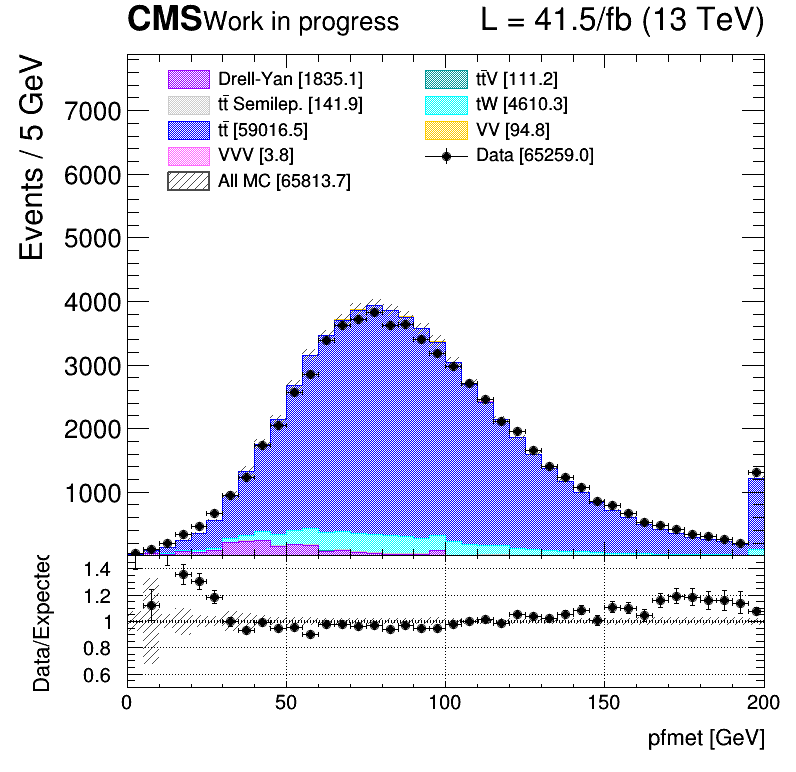 CMS Work in progress L = 41.5/fb (13 TeV)
Drell-Yan [1835.1] tt̄V [111.2]
tt̄ Semilep. [141.9] tW [4610.3]
tt̄ [59016.5] VV [94.8]
VVV [3.8] Data [65259.0]
All MC [65813.7]
Events / 5 GeV
7000
6000
5000
4000
3000
2000
1000
Data/Expected
1.4
1.2
1
0.8
0.6
0 50 100 150 200
pfmet [GeV]